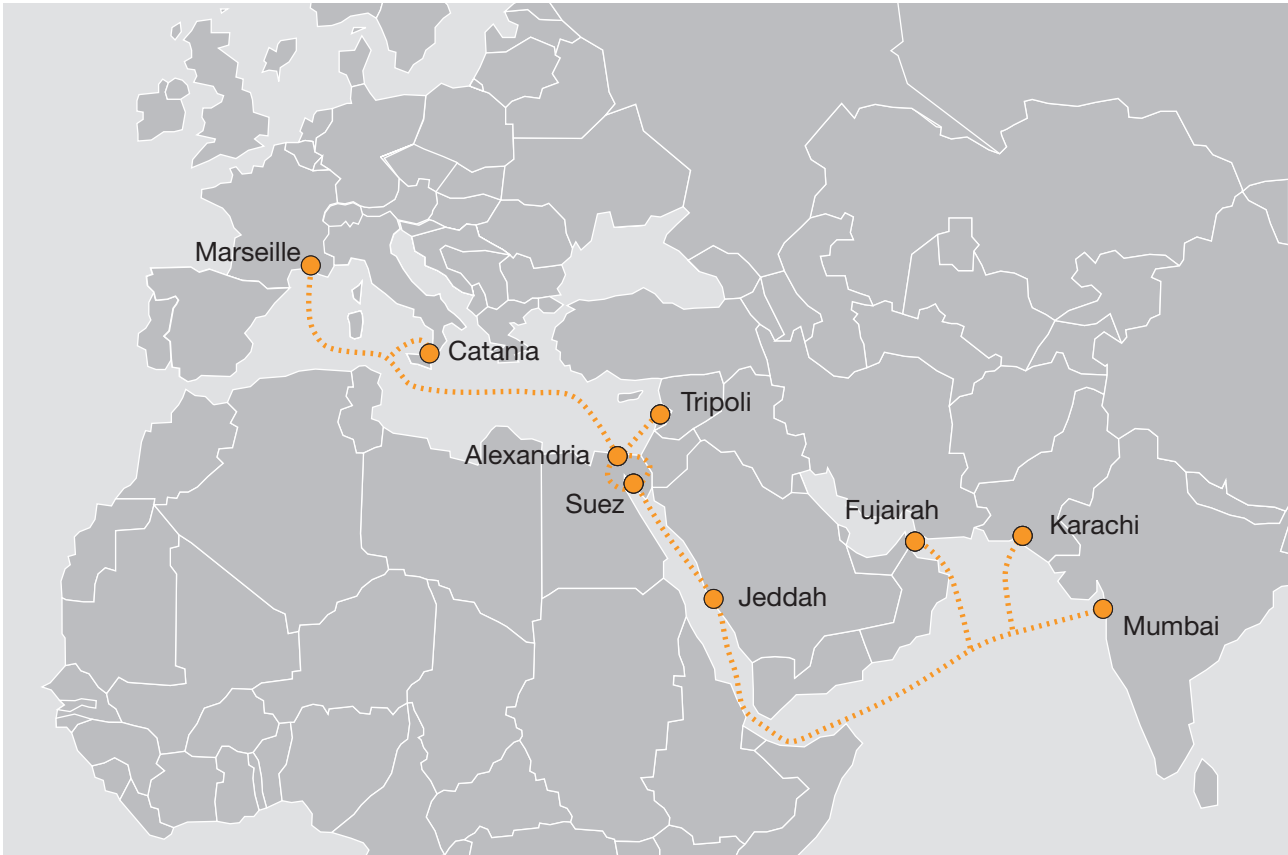 Marseille
Catania
Tripoli
Alexandria
Suez
Fujairah
Karachi
Jeddah
Mumbai